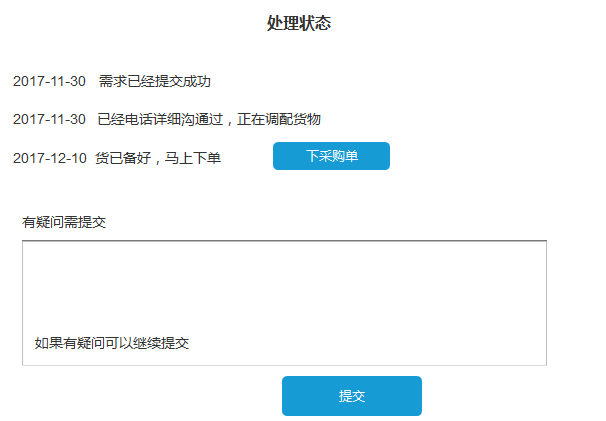 处理状态
2017-11-30 需求已经提交成功
2017-11-30 已经电话详细沟通过，正在调配货物
2017-12-10 货已备好，马上下单 下采购单
有疑问需提交
如果有疑问可以继续提交
提交